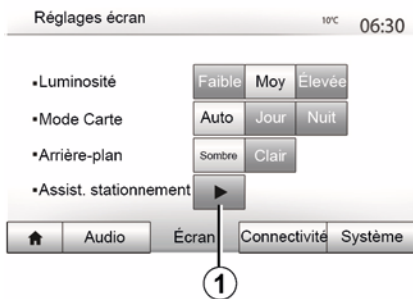 Réglages écran 10°C 06:30
▪Luminosité Faible Moy Élevée
▪Mode Carte Auto Jour Nuit
▪Arrière-plan Sombre Clair
▪Assist. stationnement
Audio Écran Connectivité Système
1